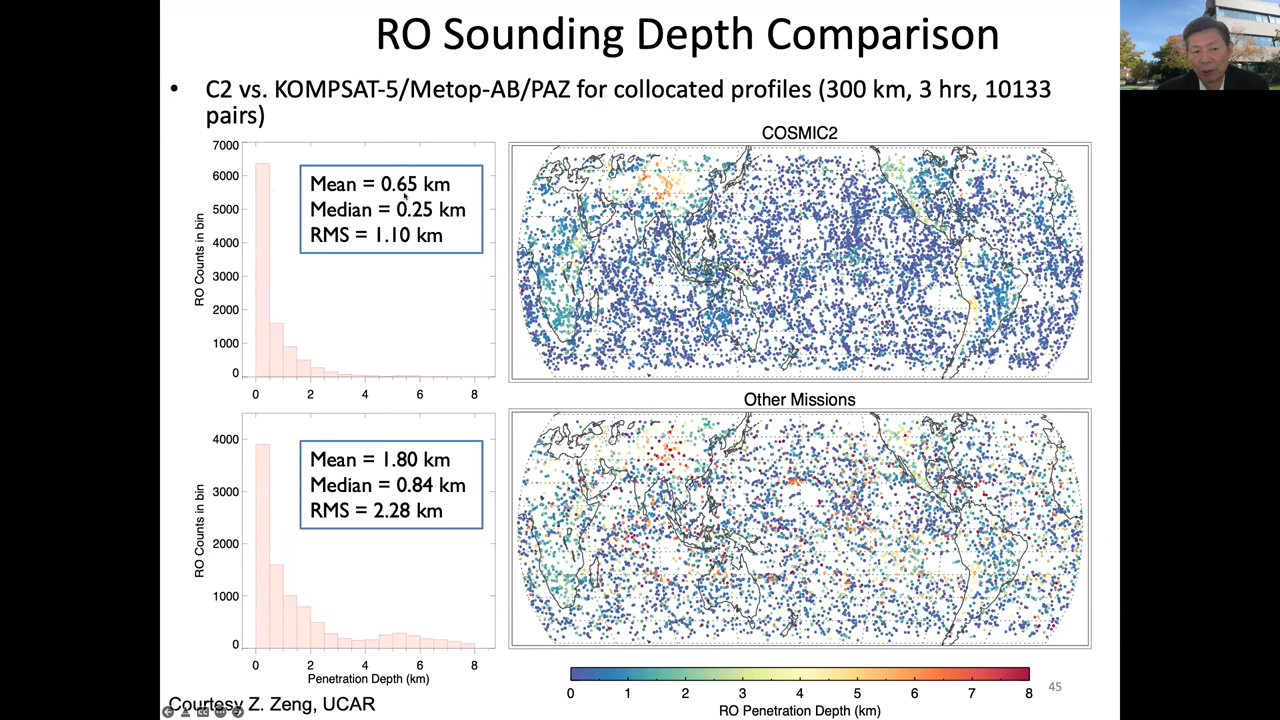 RO Sounding Depth Comparison
• C2 vs. KOMPSAT-5/Metop-AB/PAZ for collocated profiles (300 km, 3 hrs, 10133
pairs)
COSMIC2
7000
6000
5000
4000
3000
2000
1000
0
RO Counts in bin
Mean = 0.65 km
Median = 0.25 km
RMS = 1.10 km
0 2 4 6 8
Other Missions
4000
3000
2000
1000
0
RO Counts in bin
Mean = 1.80 km
Median = 0.84 km
RMS = 2.28 km
0 2 4 6 8
Penetration Depth (km)
0 1 2 3 4 5 6 7 8
RO Penetration Depth (km)
45
Courtesy Z. Zeng, UCAR